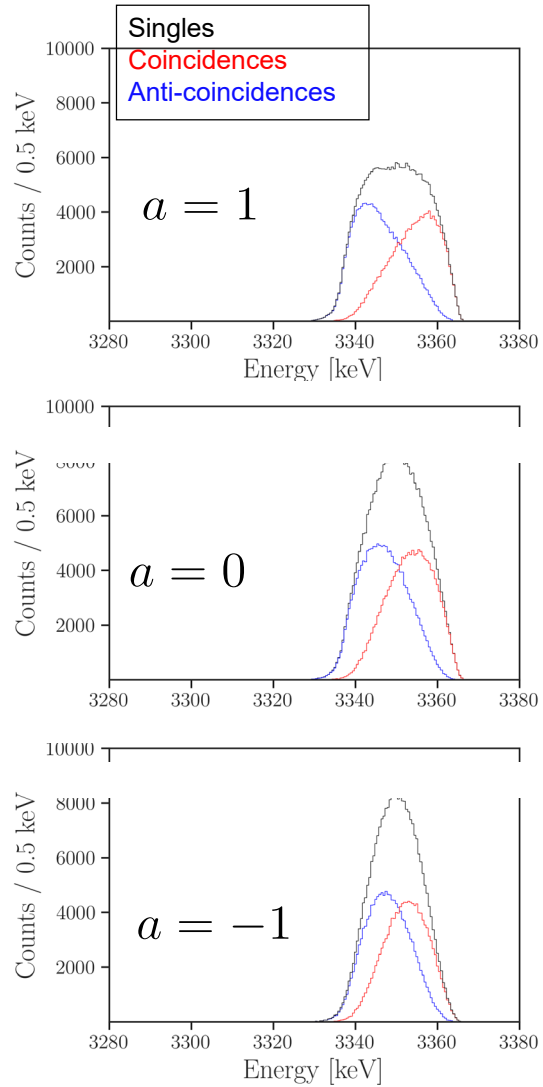 Singles
Coincidences
Anti-coincidences
10000
8000
6000
4000
2000
Counts / 0.5 keV
a = 1
3280 3300 3320 3340 3360 3380
Energy [keV]
10000
8000
6000
4000
2000
Counts / 0.5 keV
a = 0
3280 3300 3320 3340 3360 3380
10000
8000
6000
4000
2000
Counts / 0.5 keV
a = −1
3280 3300 3320 3340 3360 3380
Energy [keV]